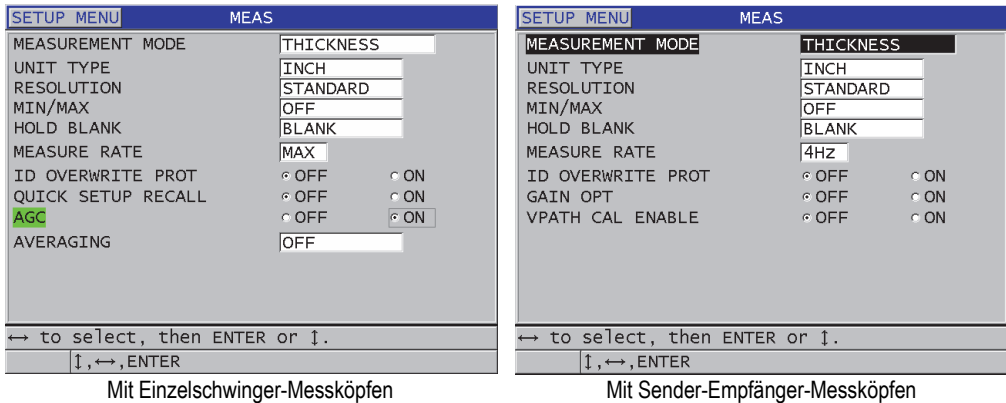 SETUP MENU MEAS
MEASUREMENT MODE THICKNESS
UNIT TYPE INCH
RESOLUTION STANDARD
MIN/MAX OFF
HOLD BLANK BLANK
MEASURE RATE MAX
ID OVERWRITE PROT OFF ON
QUICK SETUP RECALL OFF ON
AGC OFF ON
AVERAGING OFF
↔ to select, then ENTER or ↕.
↕,↔,ENTER
Mit Einzelschwinger-Messköpfen
SETUP MENU MEAS
MEASUREMENT MODE THICKNESS
UNIT TYPE INCH
RESOLUTION STANDARD
MIN/MAX OFF
HOLD BLANK BLANK
MEASURE RATE 4Hz
ID OVERWRITE PROT OFF ON
GAIN OPT OFF ON
VPATH CAL ENABLE OFF ON
↔ to select, then ENTER or ↕.
↕,↔,ENTER
Mit Sender-Empfänger-Messköpfen